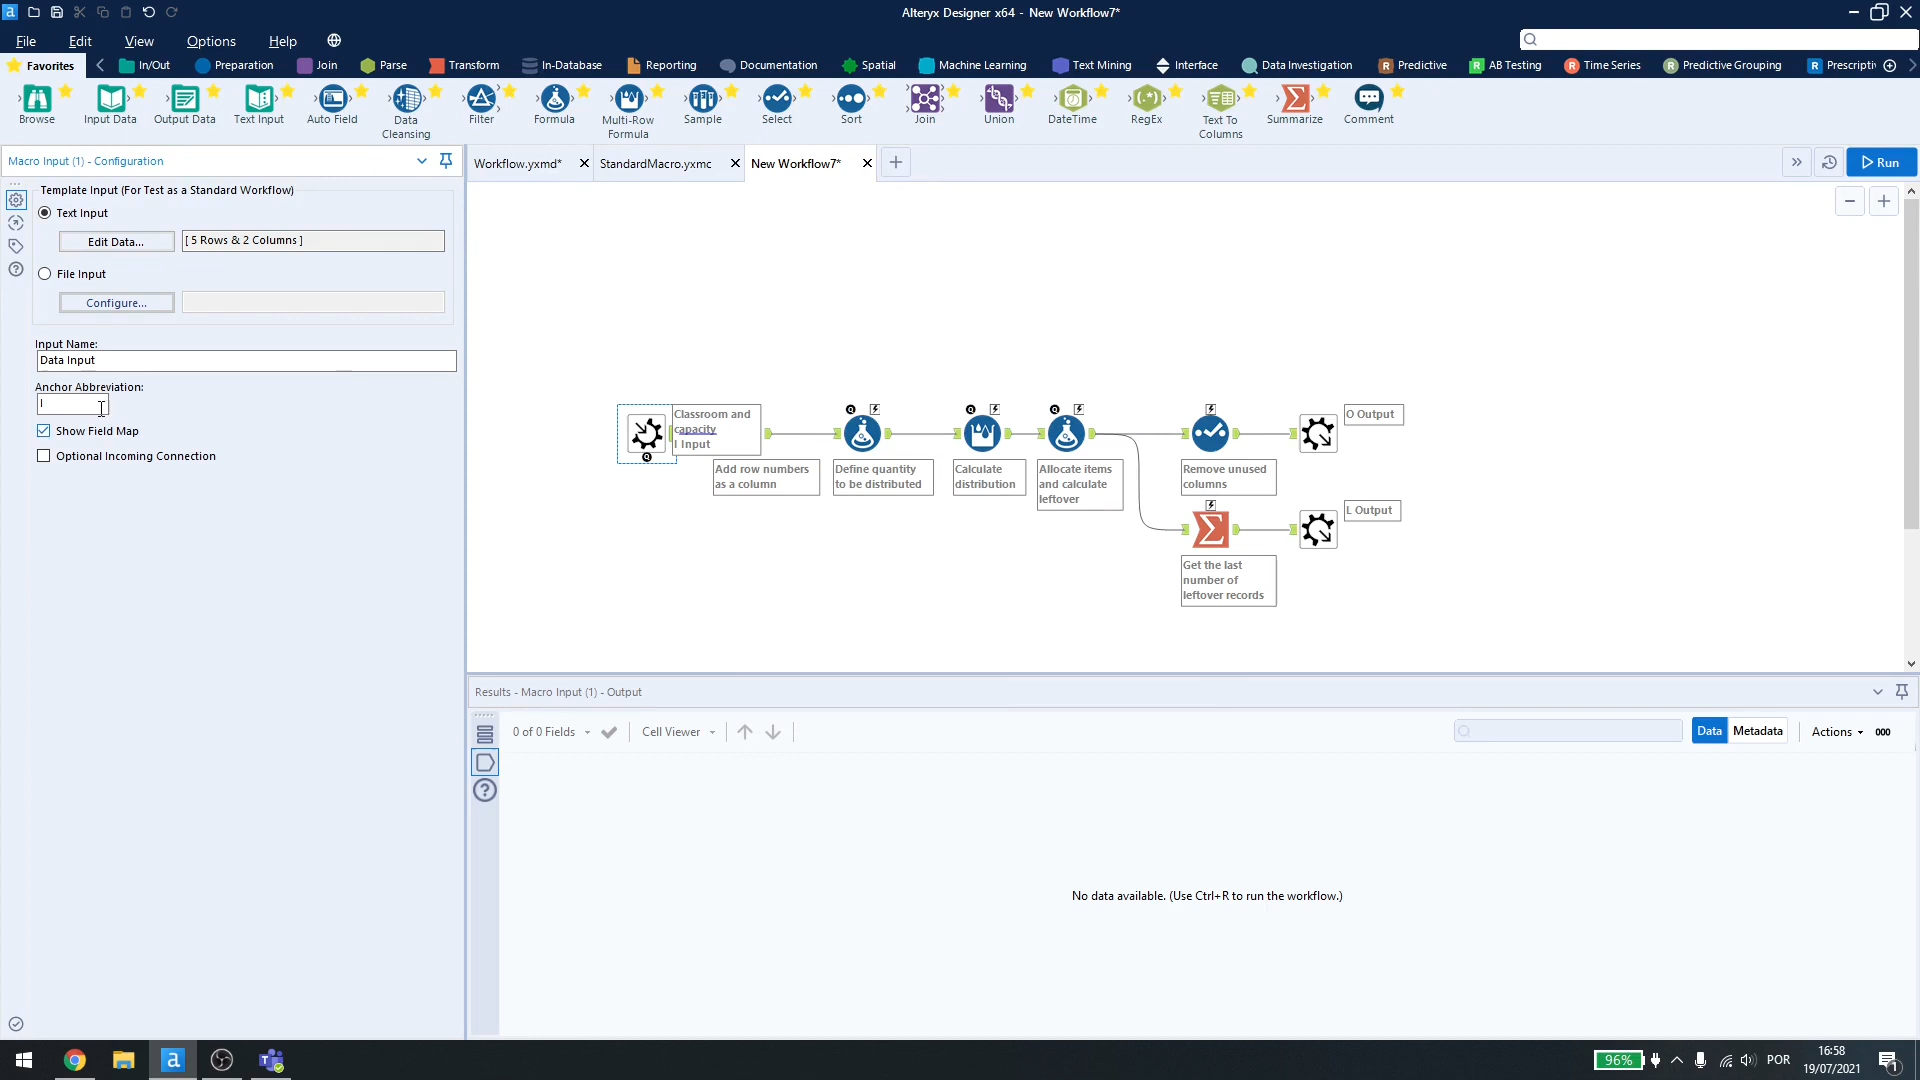 Alteryx Designer x64 - New Workflow7*
File Edit View Options Help
Favorites In/Out Preparation Join Parse Transform In-Database Reporting Documentation Spatial Machine Learning Text Mining Interface Data Investigation Predictive AB Testing Time Series Predictive Grouping Prescripti
Browse Input Data Output Data Text Input Auto Field Data Cleansing Filter Formula Multi-Row Formula Sample Select Sort Join Union DateTime RegEx Text To Columns Summarize Comment
Macro Input (1) - Configuration
Workflow.yxmd* StandardMacro.yxmc New Workflow7*
Run
Template Input (For Test as a Standard Workflow)
Text Input
Edit Data... [ 5 Rows & 2 Columns ]
File Input
Configure...
Input Name:
Data Input
Anchor Abbreviation:
I
Show Field Map
Optional Incoming Connection
Classroom and
capacity
I Input
Add row numbers
as a column
Define quantity
to be distributed
Calculate
distribution
Allocate items
and calculate
leftover
Remove unused
columns
O Output
L Output
Get the last
number of
leftover records
Results - Macro Input (1) - Output
0 of 0 Fields Cell Viewer Data Metadata Actions 000
No data available. (Use Ctrl+R to run the workflow.)
96% POR 16:58
19/07/2021
1